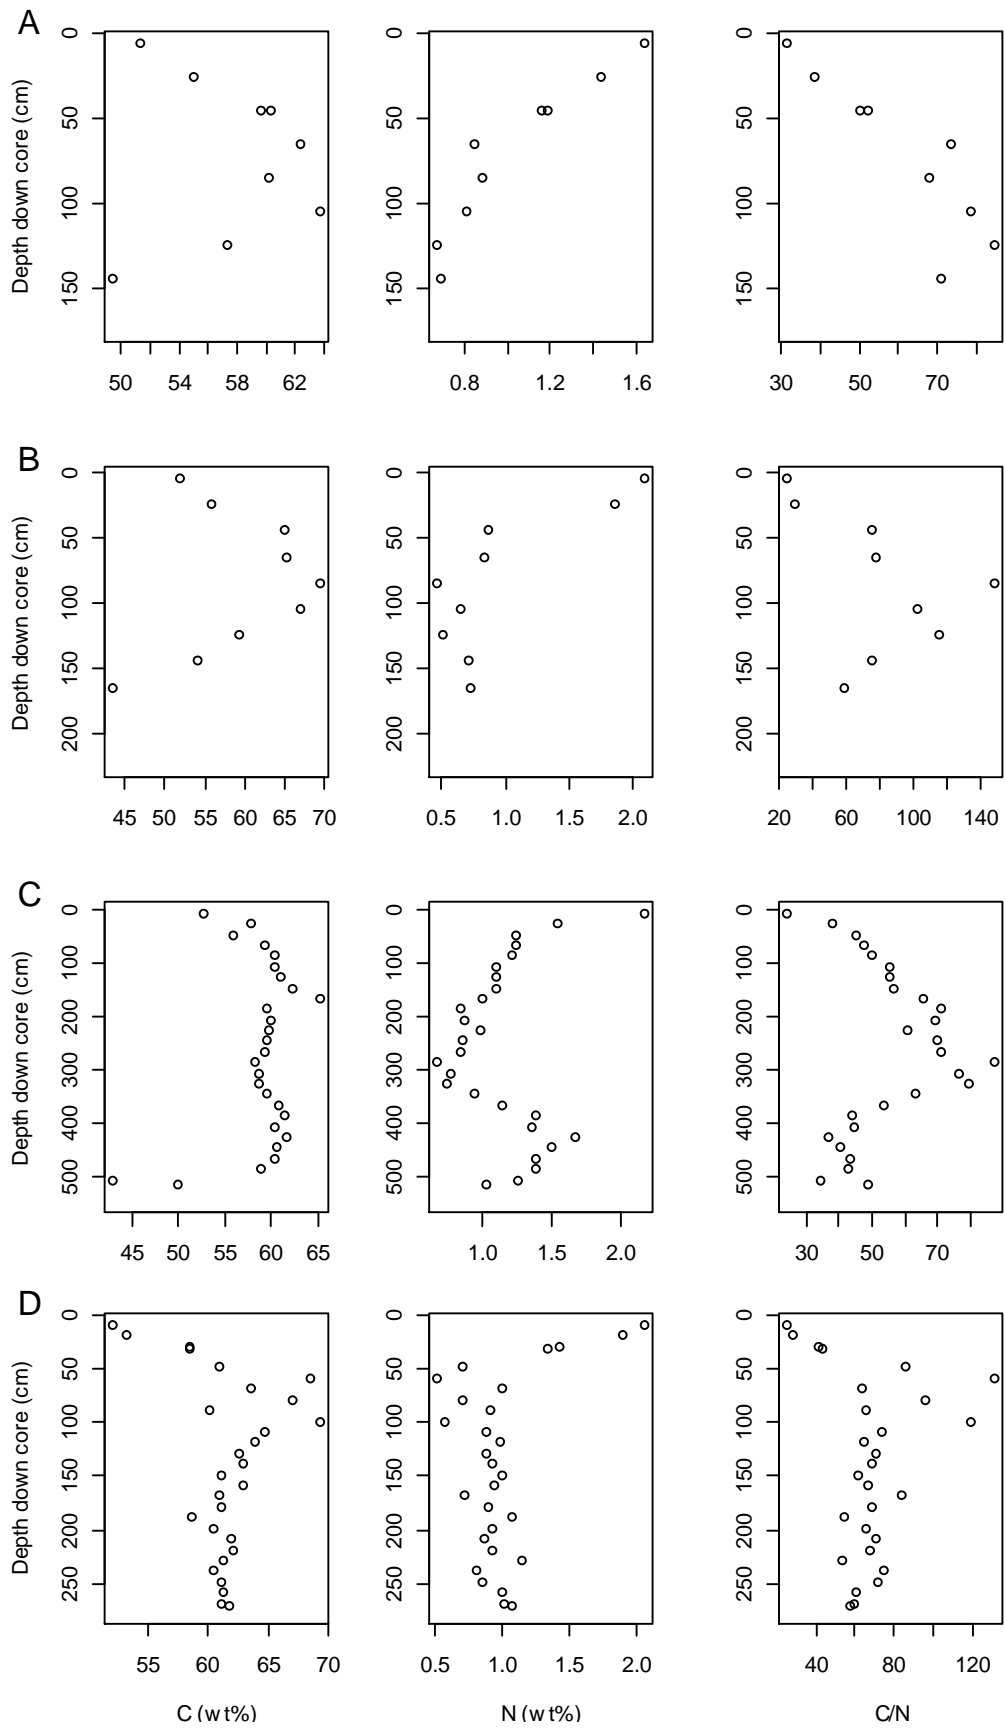 A
Depth down core (cm)
0 50 100 150
0 50 100 150
0 50 100 150
50 54 58 62
0.8 1.2 1.6
30 50 70
B
Depth down core (cm)
0 50 100 150 200
0 50 100 150 200
0 50 100 150 200
45 50 55 60 65 70
0.5 1.0 1.5 2.0
20 60 100 140
C
Depth down core (cm)
0 100 200 300 400 500
0 100 200 300 400 500
0 100 200 300 400 500
45 50 55 60 65
1.0 1.5 2.0
30 50 70
D
Depth down core (cm)
0 50 100 150 200 250
0 50 100 150 200 250
0 50 100 150 200 250
55 60 65 70
0.5 1.0 1.5 2.0
40 80 120
C (wt%)
N (wt%)
C/N